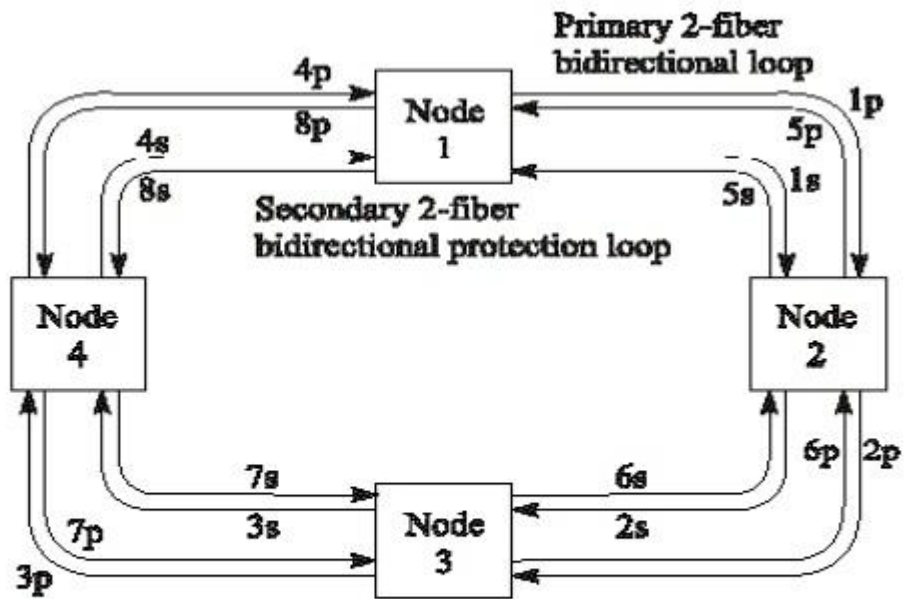 Primary 2-fiber
bidirectional loop
4p
8p
Node
1
1p
5p
4s
8s
5s
1s
Secondary 2-fiber
bidirectional protection loop
Node
4
Node
2
6p
2p
7s
3s
6s
2s
7p
3p
Node
3